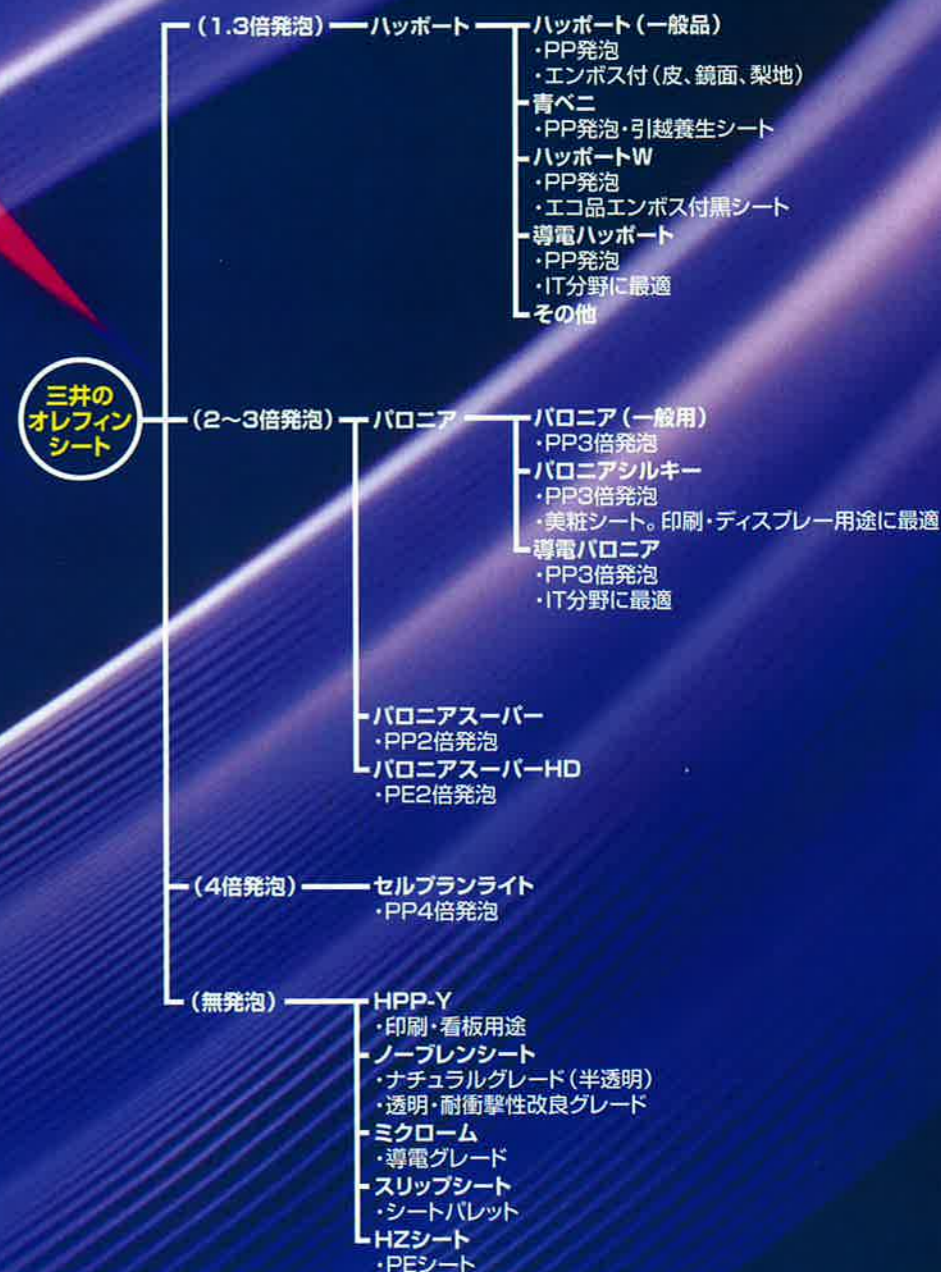 三井の
オレフィン
シート
(1.3倍発泡)
ハッポート
ハッポート(一般品)
・PP発泡
・エンボス付(皮、鏡面、梨地)
青ベニ
・PP発泡・引越養生シート
ハッポートW
・PP発泡
・エコ品エンボス付黒シート
導電ハッポート
・PP発泡
・IT分野に最適
その他
(2〜3倍発泡)
パロニア
パロニア(一般用)
・PP3倍発泡
パロニアシルキー
・PP3倍発泡
・美粧シート。印刷・ディスプレー用途に最適
導電パロニア
・PP3倍発泡
・IT分野に最適
パロニアスーパー
・PP2倍発泡
パロニアスーパーHD
・PE2倍発泡
(4倍発泡)
セルプランライト
・PP4倍発泡
(無発泡)
HPP-Y
・印刷・看板用途
ノーブレンシート
・ナチュラルグレード(半透明)
・透明・耐衝撃性改良グレード
ミクローム
・導電グレード
スリップシート
・シートパレット
HZシート
・PEシート